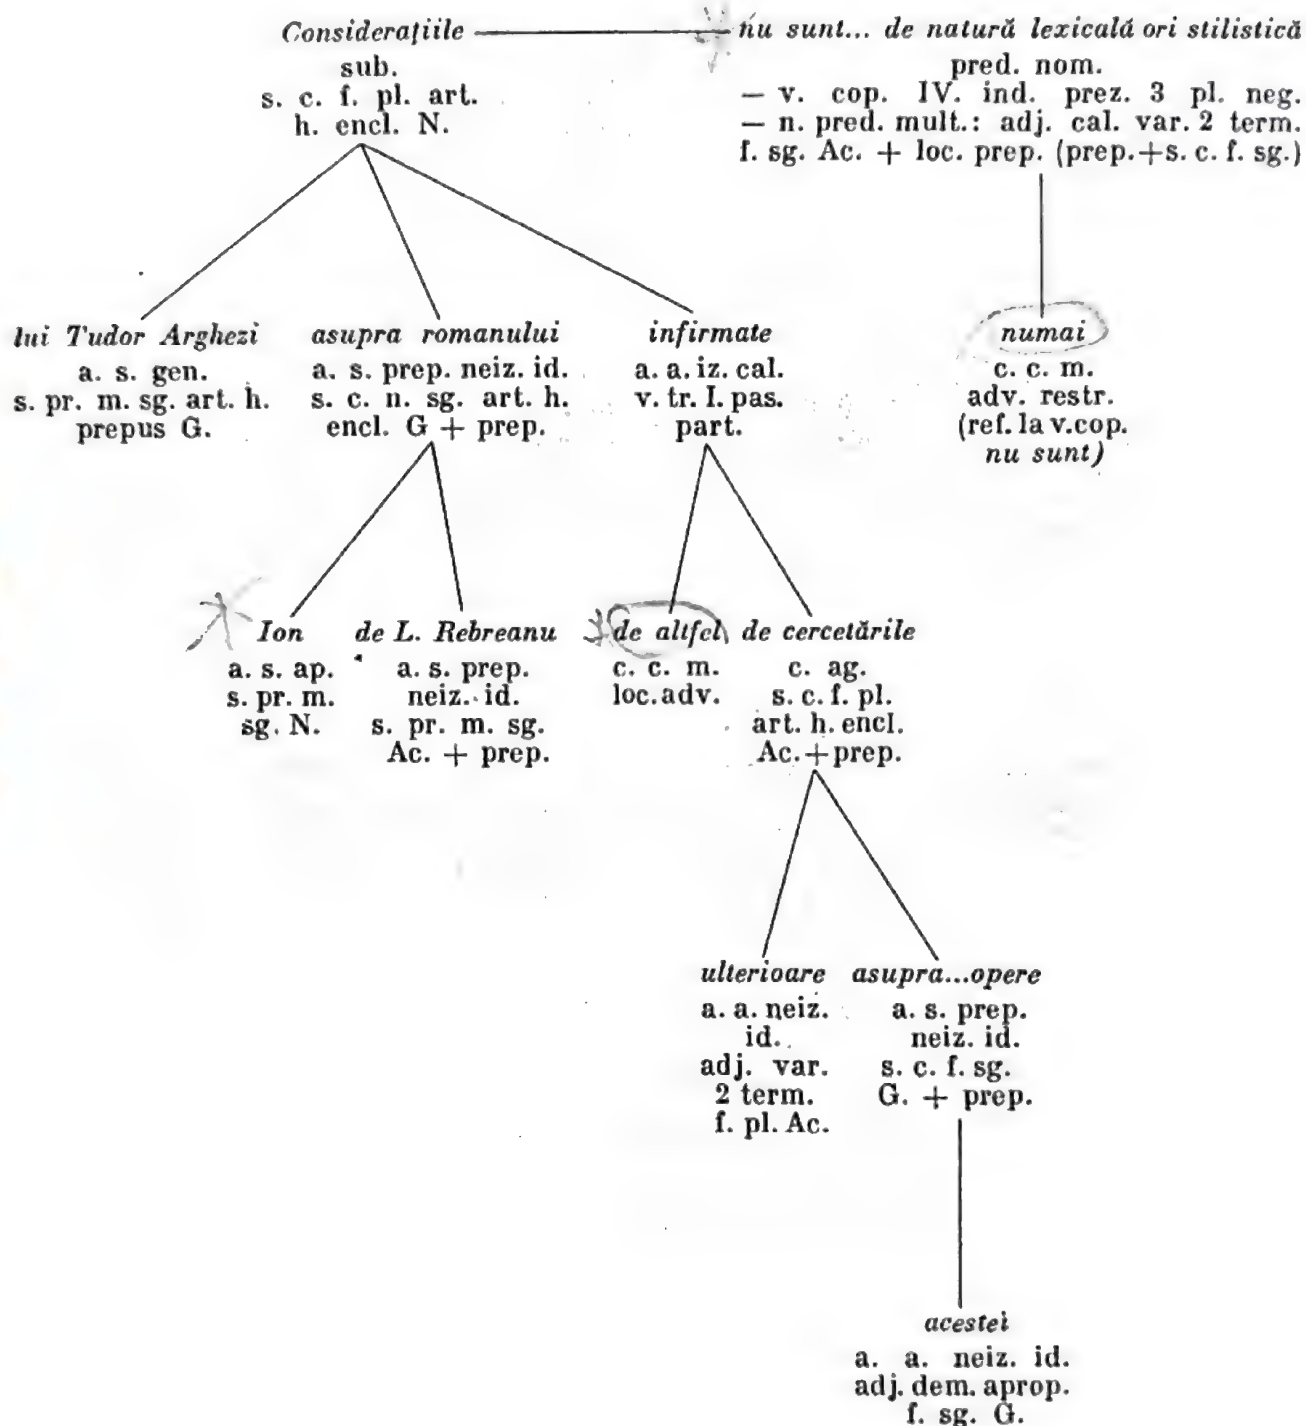 Considerațiile — nu sunt... de natură lexicală ori stilistică
sub.
s. c. f. pl. art.
h. encl. N.
pred. nom.
— v. cop. IV. ind. prez. 3 pl. neg.
— n. pred. mult.: adj. cal. var. 2 term.
f. sg. Ac. + loc. prep. (prep.+s. c. f. sg.)
lui Tudor Arghezi
a. s. gen.
s. pr. m. sg. art. h.
prepus G.
asupra romanului
a. s. prep. neiz. id.
s. c. n. sg. art. h.
encl. G + prep.
infirmate
a. a. iz. cal.
v. tr. I. pas.
part.
numai
c. c. m.
adv. restr.
(ref. la v.cop.
nu sunt)
Ion
a. s. ap.
s. pr. m.
sg. N.
de L. Rebreanu
a. s. prep.
neiz. id.
s. pr. m. sg.
Ac. + prep.
de altfel
c. c. m.
loc. adv.
de cercetările
c. ag.
s. c. f. pl.
art. h. encl.
Ac.+prep.
ulterioare
a. a. neiz.
id.
adj. var.
2 term.
f. pl. Ac.
asupra...opere
a. s. prep.
neiz. id.
s. c. f. sg.
G. + prep.
acestei
a. a. neiz. id.
adj. dem. aprop.
f. sg. G.